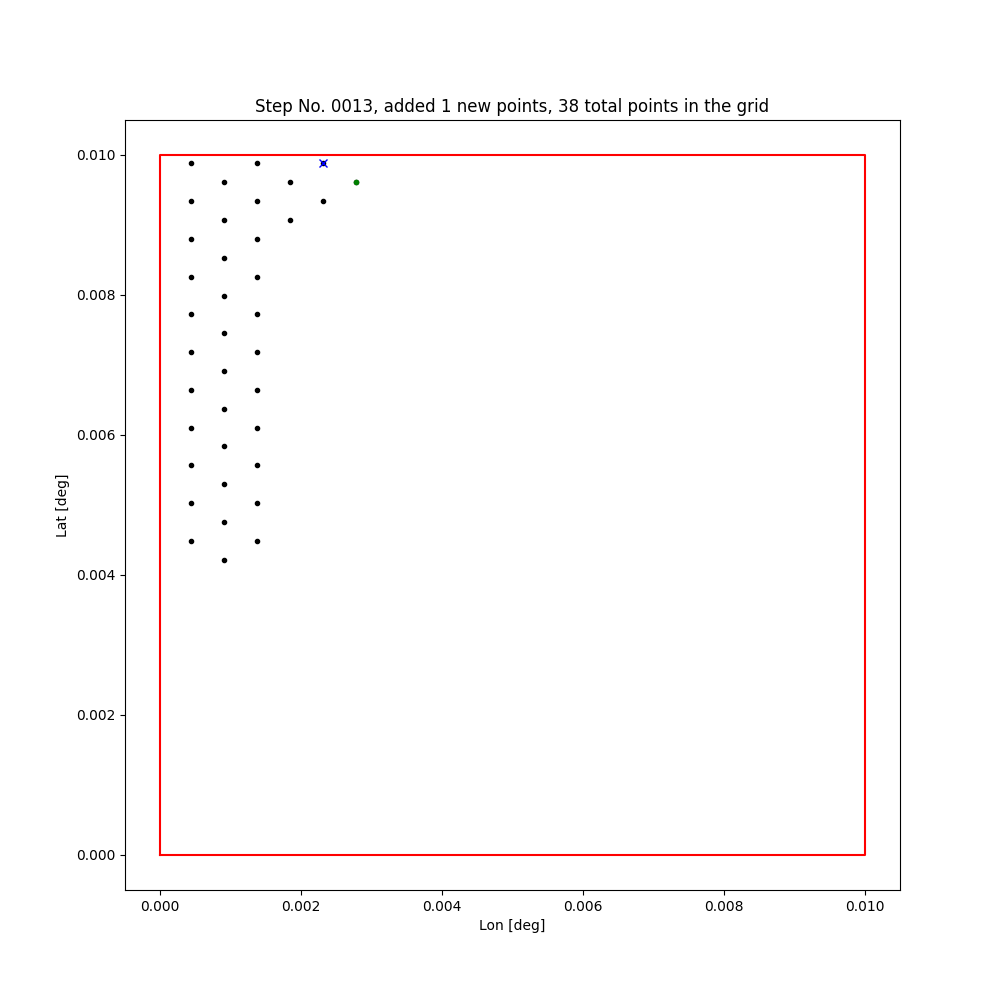 Step No. 0013, added 1 new points, 38 total points in the grid
0.010
0.008
0.006
0.004
0.002
0.000
Lat [deg]
0.000 0.002 0.004 0.006 0.008 0.010
Lon [deg]